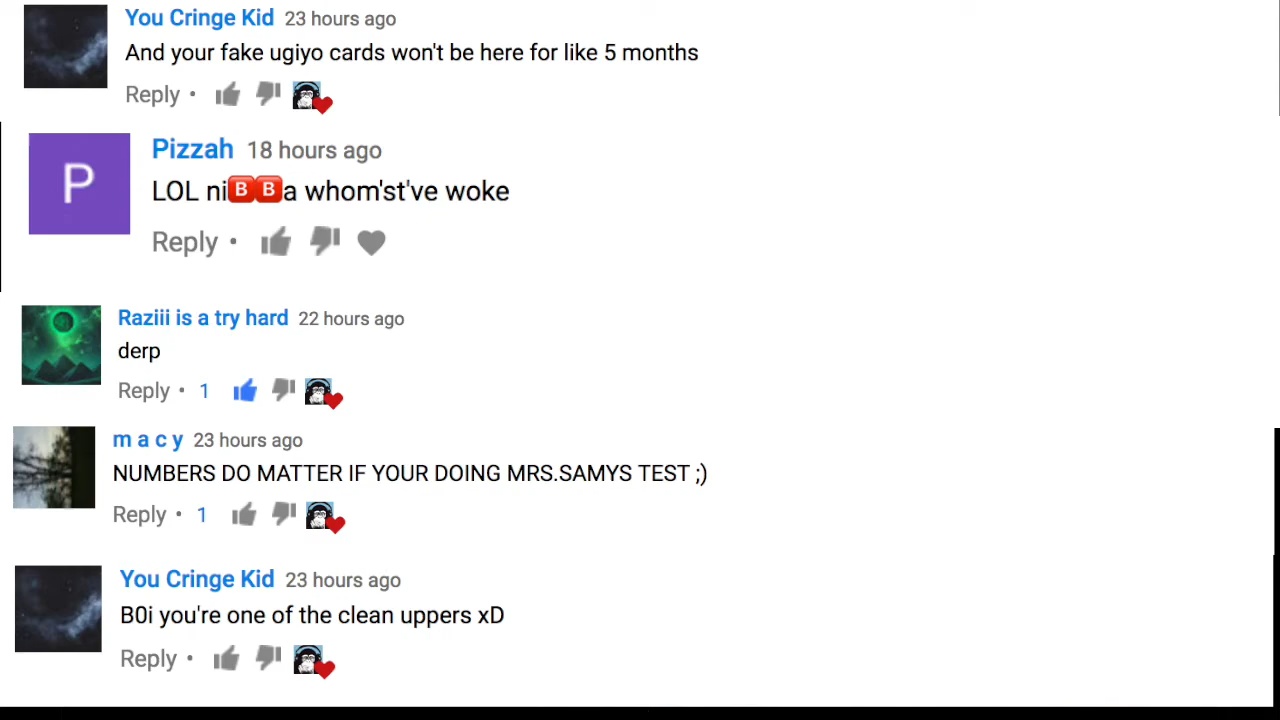 You Cringe Kid 23 hours ago
And your fake ugiyo cards won't be here for like 5 months
Reply •
P
Pizzah 18 hours ago
LOL ni🅱🅱a whom'st've woke
Reply •
Raziii is a try hard 22 hours ago
derp
Reply • 1
m a c y 23 hours ago
NUMBERS DO MATTER IF YOUR DOING MRS.SAMYS TEST ;)
Reply • 1
You Cringe Kid 23 hours ago
B0i you're one of the clean uppers xD
Reply •